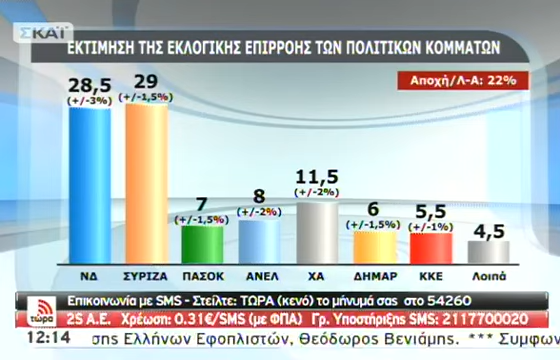 ΣΚΑΪ
ΕΚΤΙΜΗΣΗ ΤΗΣ ΕΚΛΟΓΙΚΗΣ ΕΠΙΡΡΟΗΣ ΤΩΝ ΠΟΛΙΤΙΚΩΝ ΚΟΜΜΑΤΩΝ
Αποχή/Λ-Α: 22%
28,5 29 7 8 11,5 6 5,5 4,5
(+/-3%) (+/-1,5%) (+/-1,5%) (+/-2%) (+/-2%) (+/-1,5%) (+/-1%)
ΝΔ ΣΥΡΙΖΑ ΠΑΣΟΚ ΑΝΕΛ ΧΑ ΔΗΜΑΡ ΚΚΕ Λοιπά
Επικοινωνία με SMS - Στείλτε: ΤΩΡΑ (κενό) το μήνυμά σας στο 54260
τώρα 2S Α.Ε. Χρέωση: 0.31€/SMS (με ΦΠΑ) Γρ. Υποστήριξης SMS: 2117700020
12:14 σης Ελλήνων Εφοπλιστών, Θεόδωρος Βενιάμης. *** Συμφω